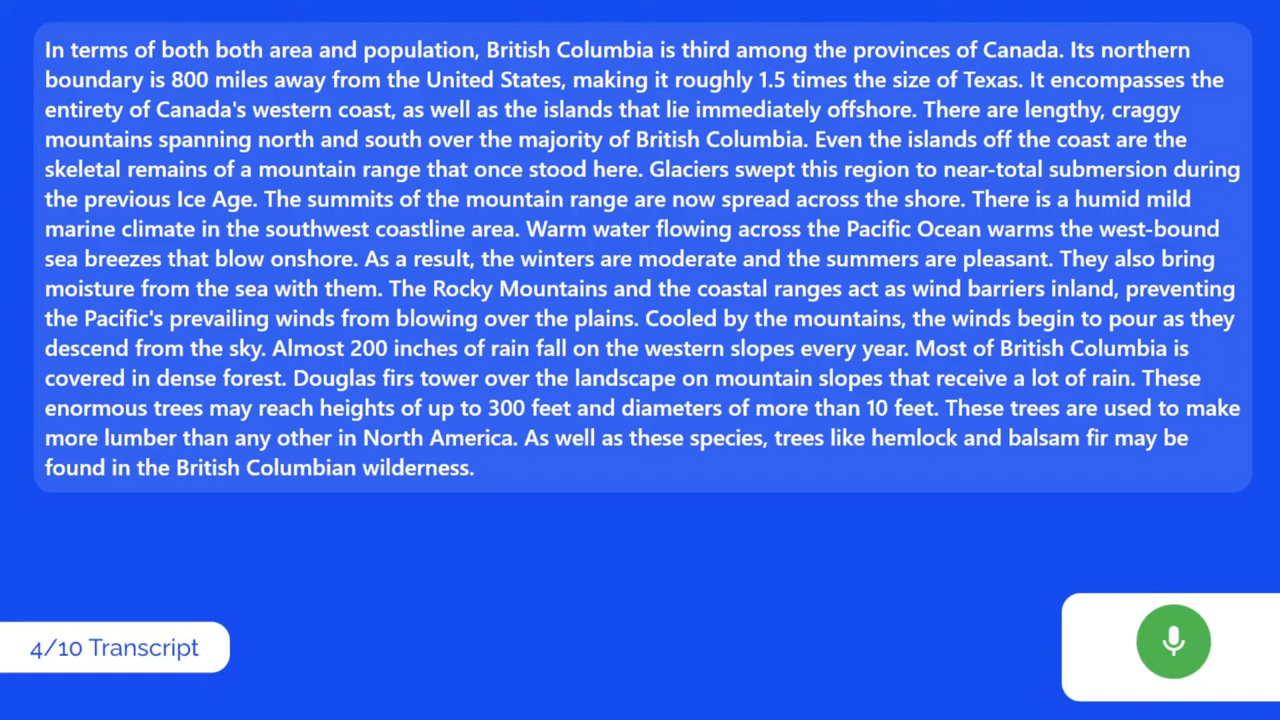 In terms of both both area and population, British Columbia is third among the provinces of Canada. Its northern
boundary is 800 miles away from the United States, making it roughly 1.5 times the size of Texas. It encompasses the
entirety of Canada's western coast, as well as the islands that lie immediately offshore. There are lengthy, craggy
mountains spanning north and south over the majority of British Columbia. Even the islands off the coast are the
skeletal remains of a mountain range that once stood here. Glaciers swept this region to near-total submersion during
the previous Ice Age. The summits of the mountain range are now spread across the shore. There is a humid mild
marine climate in the southwest coastline area. Warm water flowing across the Pacific Ocean warms the west-bound
sea breezes that blow onshore. As a result, the winters are moderate and the summers are pleasant. They also bring
moisture from the sea with them. The Rocky Mountains and the coastal ranges act as wind barriers inland, preventing
the Pacific's prevailing winds from blowing over the plains. Cooled by the mountains, the winds begin to pour as they
descend from the sky. Almost 200 inches of rain fall on the western slopes every year. Most of British Columbia is
covered in dense forest. Douglas firs tower over the landscape on mountain slopes that receive a lot of rain. These
enormous trees may reach heights of up to 300 feet and diameters of more than 10 feet. These trees are used to make
more lumber than any other in North America. As well as these species, trees like hemlock and balsam fir may be
found in the British Columbian wilderness.
4/10 Transcript